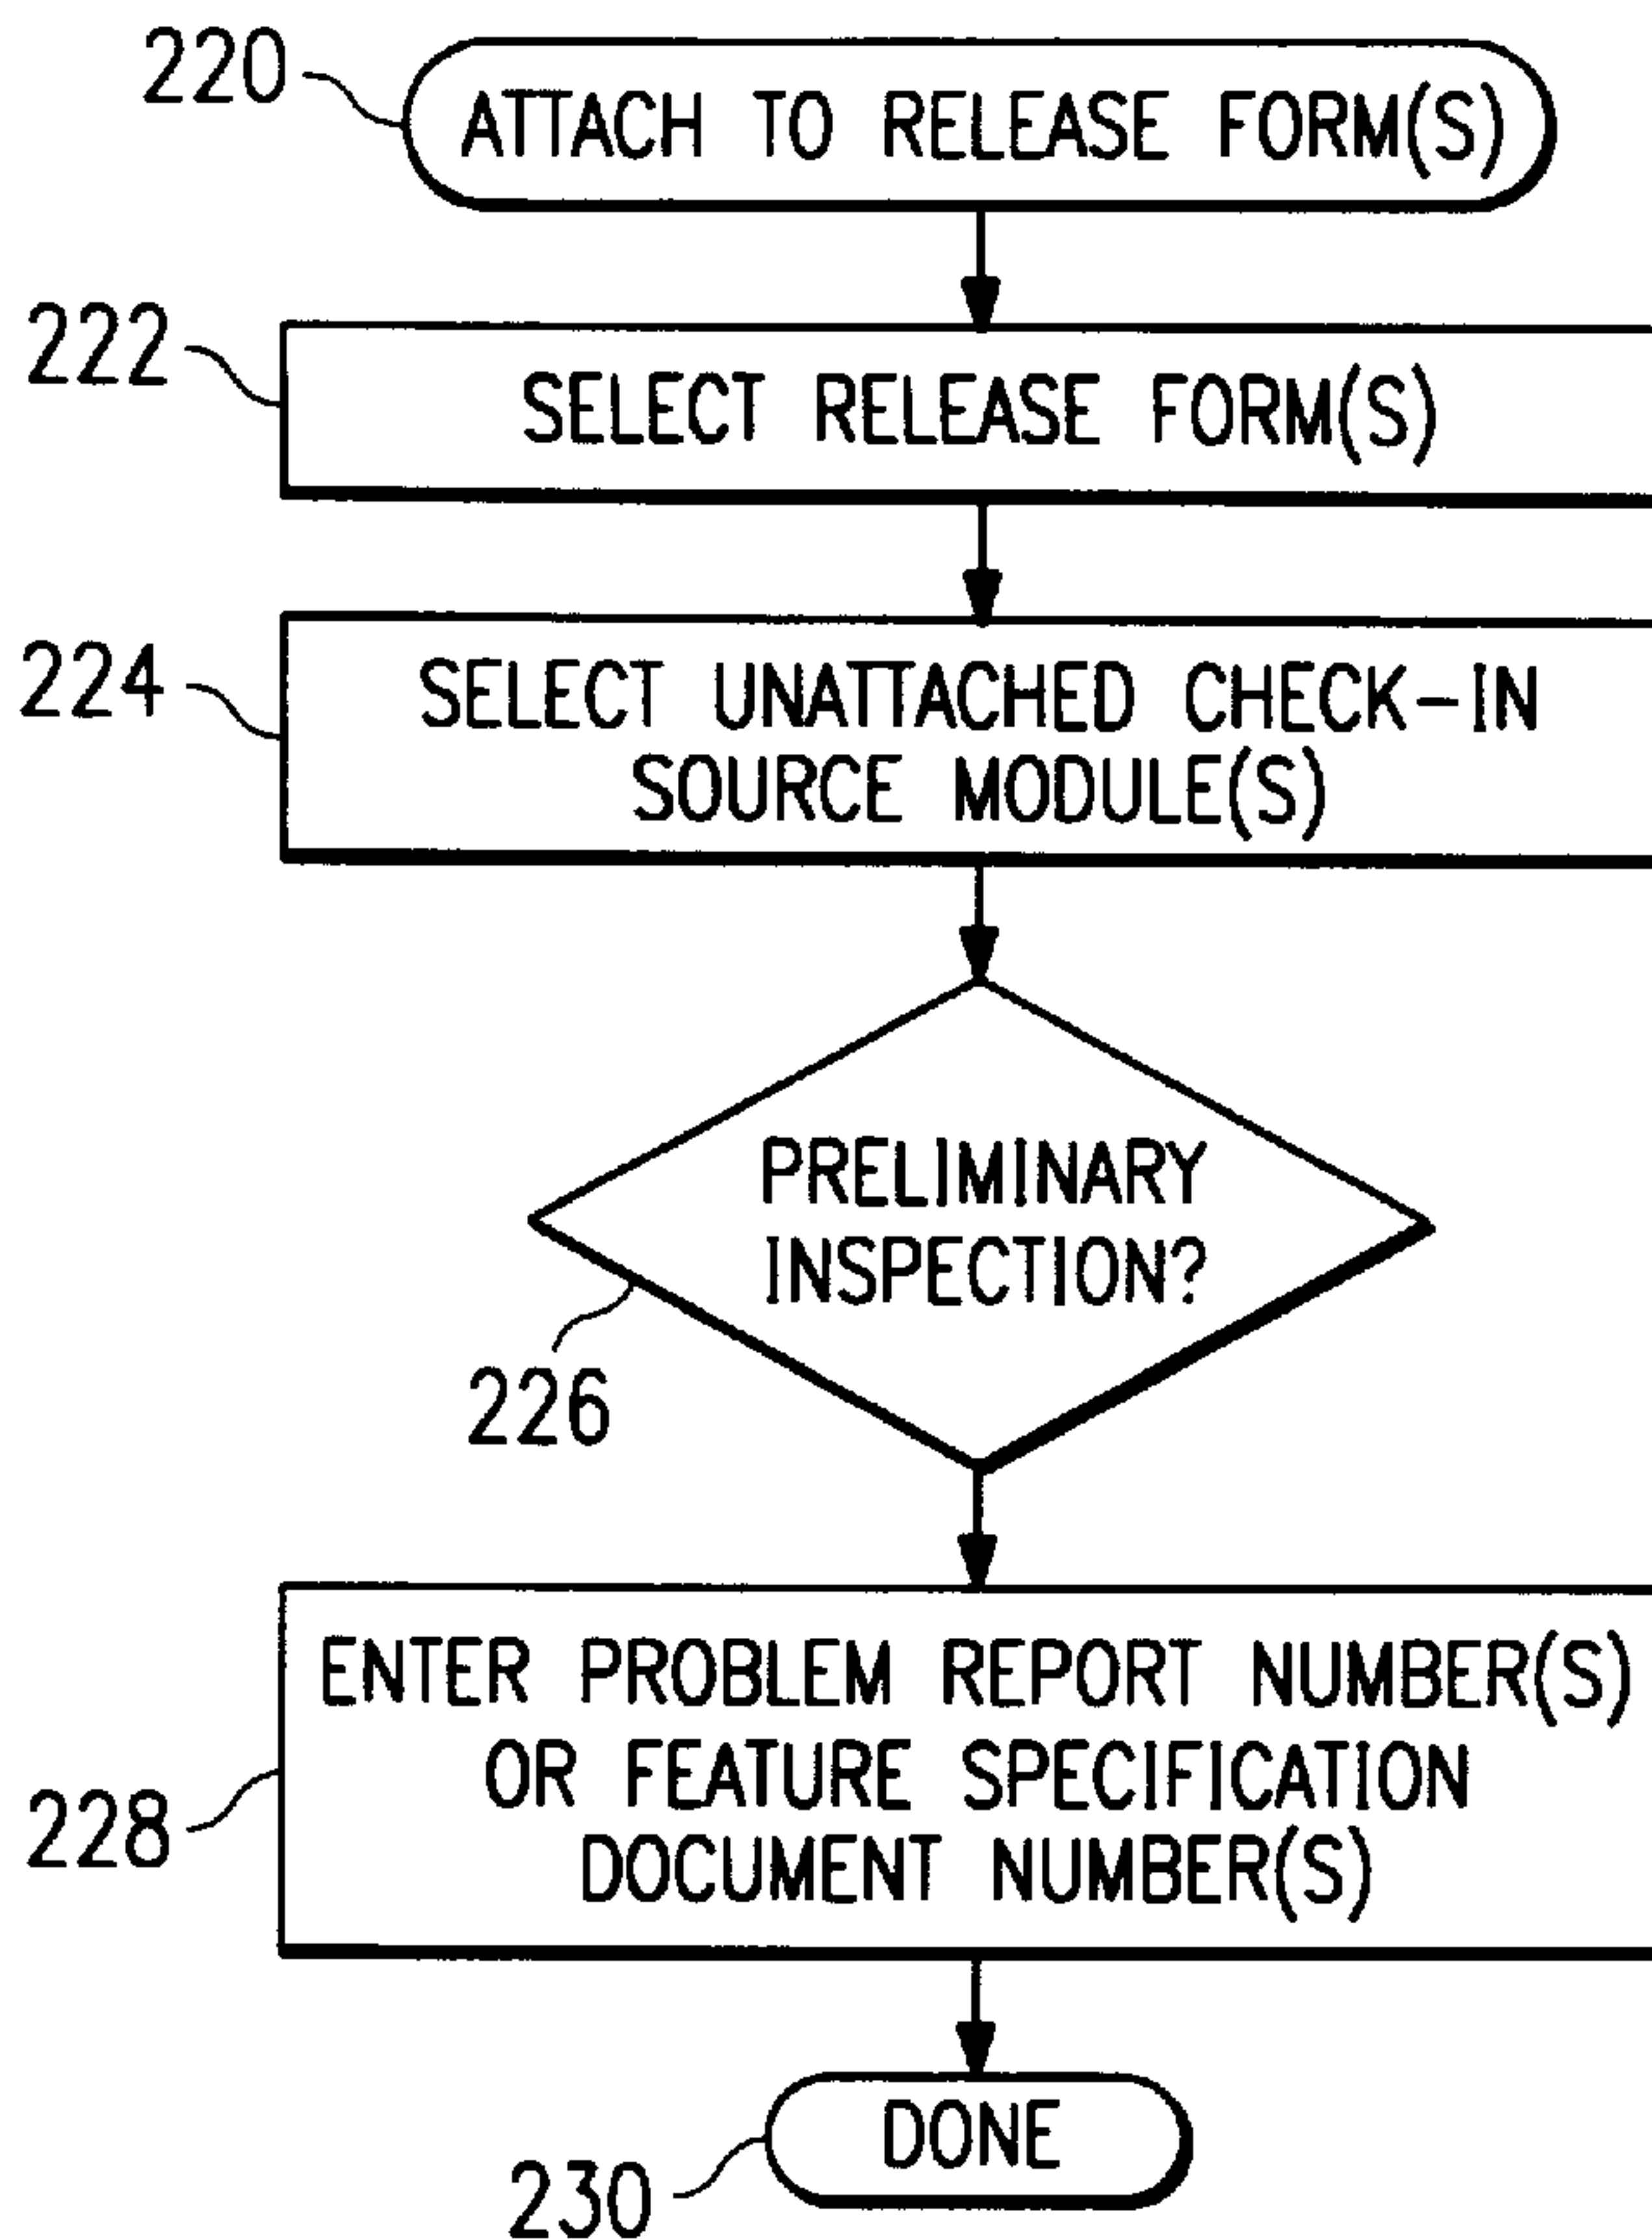 220
ATTACH TO RELEASE FORM(S)
222
SELECT RELEASE FORM(S)
224
SELECT UNATTACHED CHECK-IN
SOURCE MODULE(S)
PRELIMINARY
INSPECTION?
226
ENTER PROBLEM REPORT NUMBER(S)
OR FEATURE SPECIFICATION
DOCUMENT NUMBER(S)
228
DONE
230